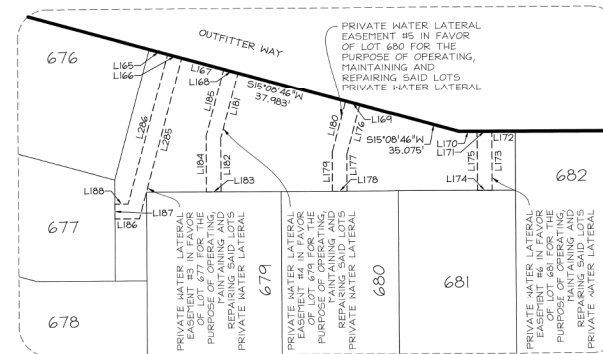 OUTFITTER WAY
PRIVATE WATER LATERAL
EASEMENT #5 IN FAVOR
OF LOT 680 FOR THE
PURPOSE OF OPERATING,
MAINTAINING AND
REPAIRING SAID LOTS
PRIVATE WATER LATERAL
676
L165
L166
L167
L168
L185
L181
S15°08'46"W
37.983'
L180
L176
L169
S15°08'46"W
35.075'
L170
L171
L172
L286
L285
L184
L182
L183
L179
L177
L178
L175
L173
L174
682
L188
L187
L186
677
678
679
680
681
PRIVATE WATER LATERAL
EASEMENT #3 IN FAVOR
OF LOT 677 FOR THE
PURPOSE OF OPERATING,
MAINTAINING AND
REPAIRING SAID LOTS
PRIVATE WATER LATERAL
PRIVATE WATER LATERAL
EASEMENT #4 IN FAVOR
OF LOT 679 FOR THE
PURPOSE OF OPERATING,
MAINTAINING AND
REPAIRING SAID LOTS
PRIVATE WATER LATERAL
PRIVATE WATER LATERAL
EASEMENT #6 IN FAVOR
OF LOT 681 FOR THE
PURPOSE OF OPERATING,
MAINTAINING AND
REPAIRING SAID LOTS
PRIVATE WATER LATERAL